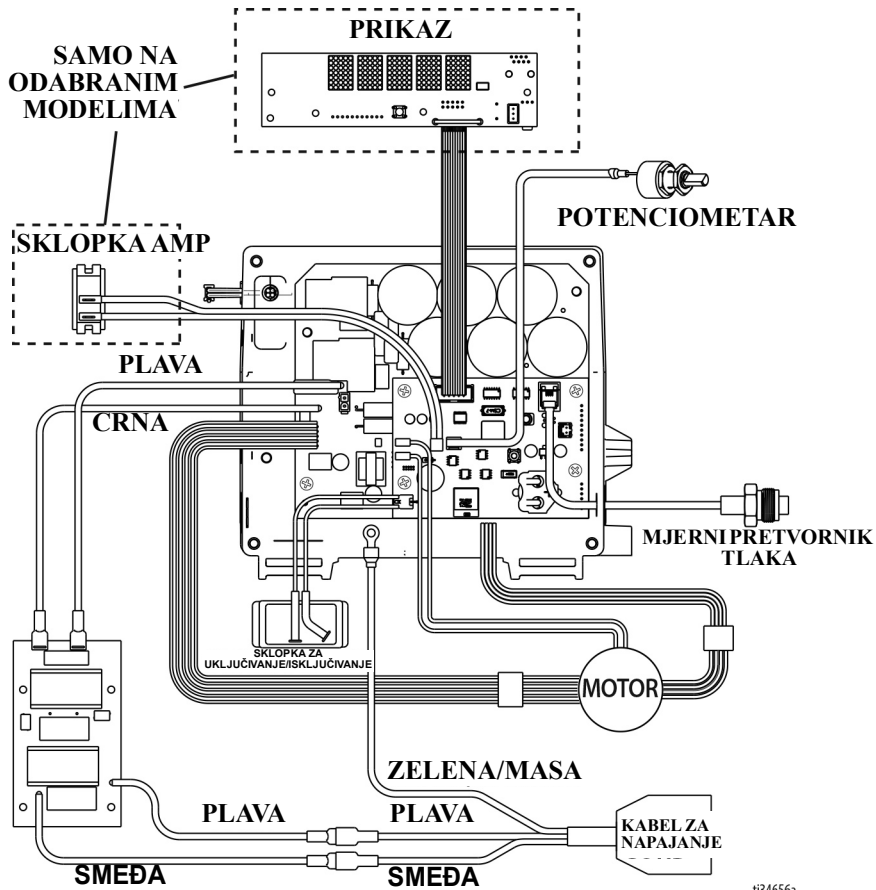 PRIKAZ
SAMO NA
ODABRANIM
MODELIMA
POTENCIOMETAR
SKLOPKA AMP
PLAVA
CRNA
MJERNI PRETVORNIK
TLAKA
SKLOPKA ZA
UKLJUČIVANJE/ISKLJUČIVANJE
MOTOR
ZELENA/MASA
PLAVA
PLAVA
KABEL ZA
NAPAJANJE
SMEĐA
SMEĐA
ti34656a